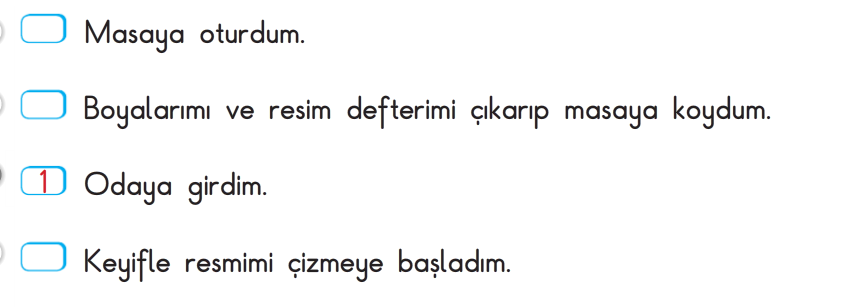 Masaya oturdum.
Boyalarımı ve resim defterimi çıkarıp masaya koydum.
1 Odaya girdim.
Keyifle resmimi çizmeye başladım.